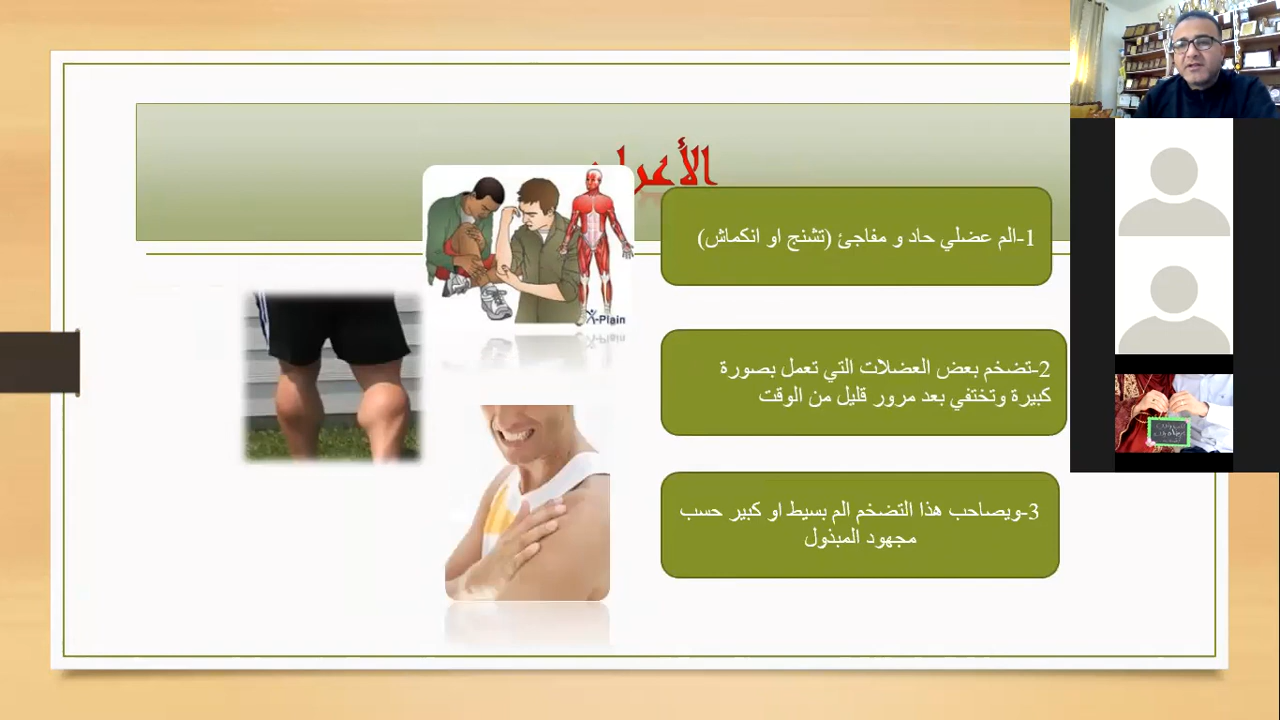 1-الم عضلي حاد و مفاجئ (تشنج او انكماش)
X-Plain
2-تضخم بعض العضلات التي تعمل بصورة
كبيرة وتختفي بعد مرور قليل من الوقت
3-ويصاحب هذا التضخم الم بسيط او كبير حسب
مجهود المبذول